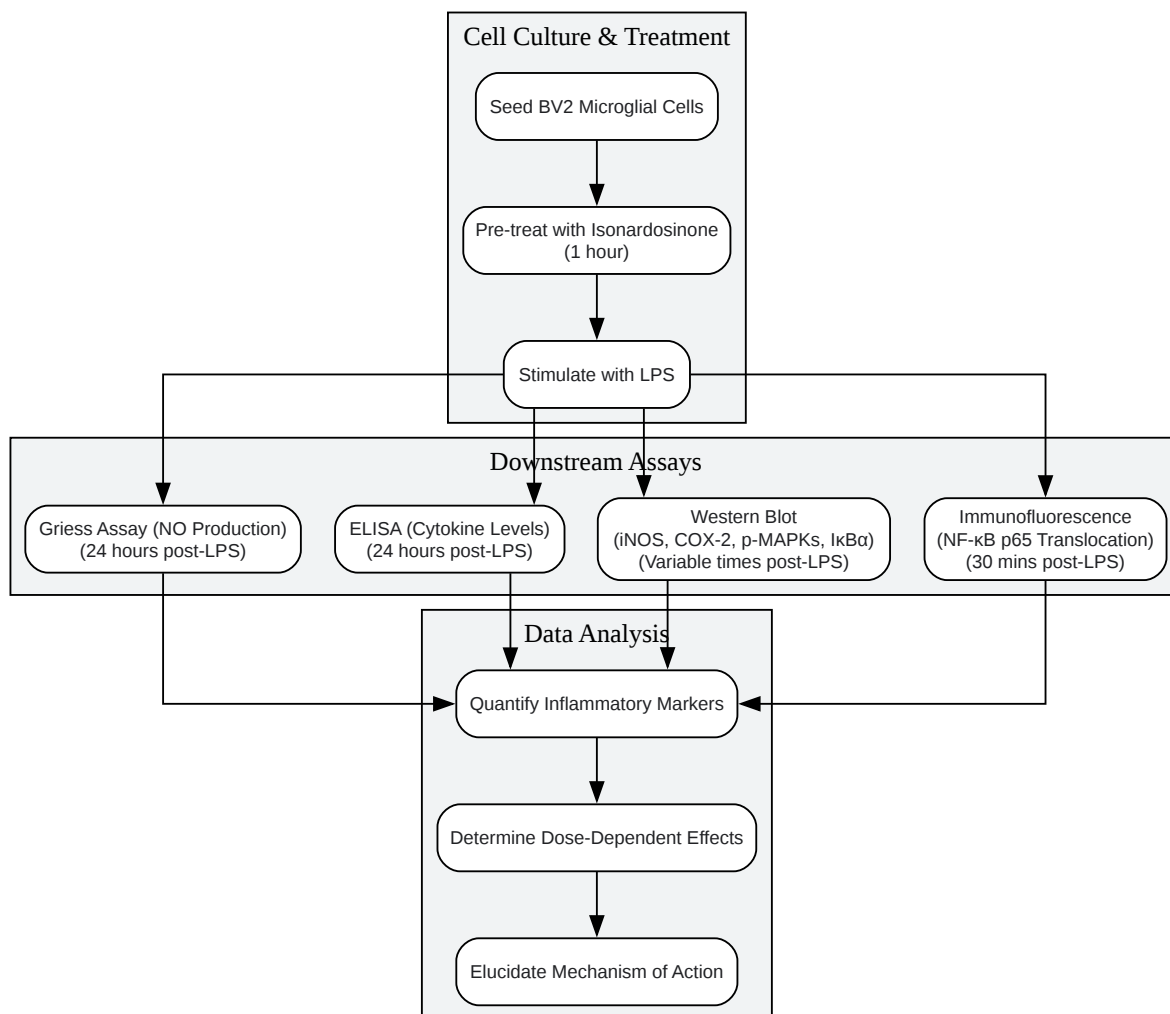 Cell Culture & Treatment
Seed BV2 Microglial Cells
Pre-treat with Isonardosinone
(1 hour)
Stimulate with LPS
Downstream Assays
Griess Assay (NO Production)
(24 hours post-LPS)
ELISA (Cytokine Levels)
(24 hours post-LPS)
Western Blot
(iNOS, COX-2, p-MAPKs, IκBα)
(Variable times post-LPS)
Immunofluorescence
(NF-κB p65 Translocation)
(30 mins post-LPS)
Data Analysis
Quantify Inflammatory Markers
Determine Dose-Dependent Effects
Elucidate Mechanism of Action